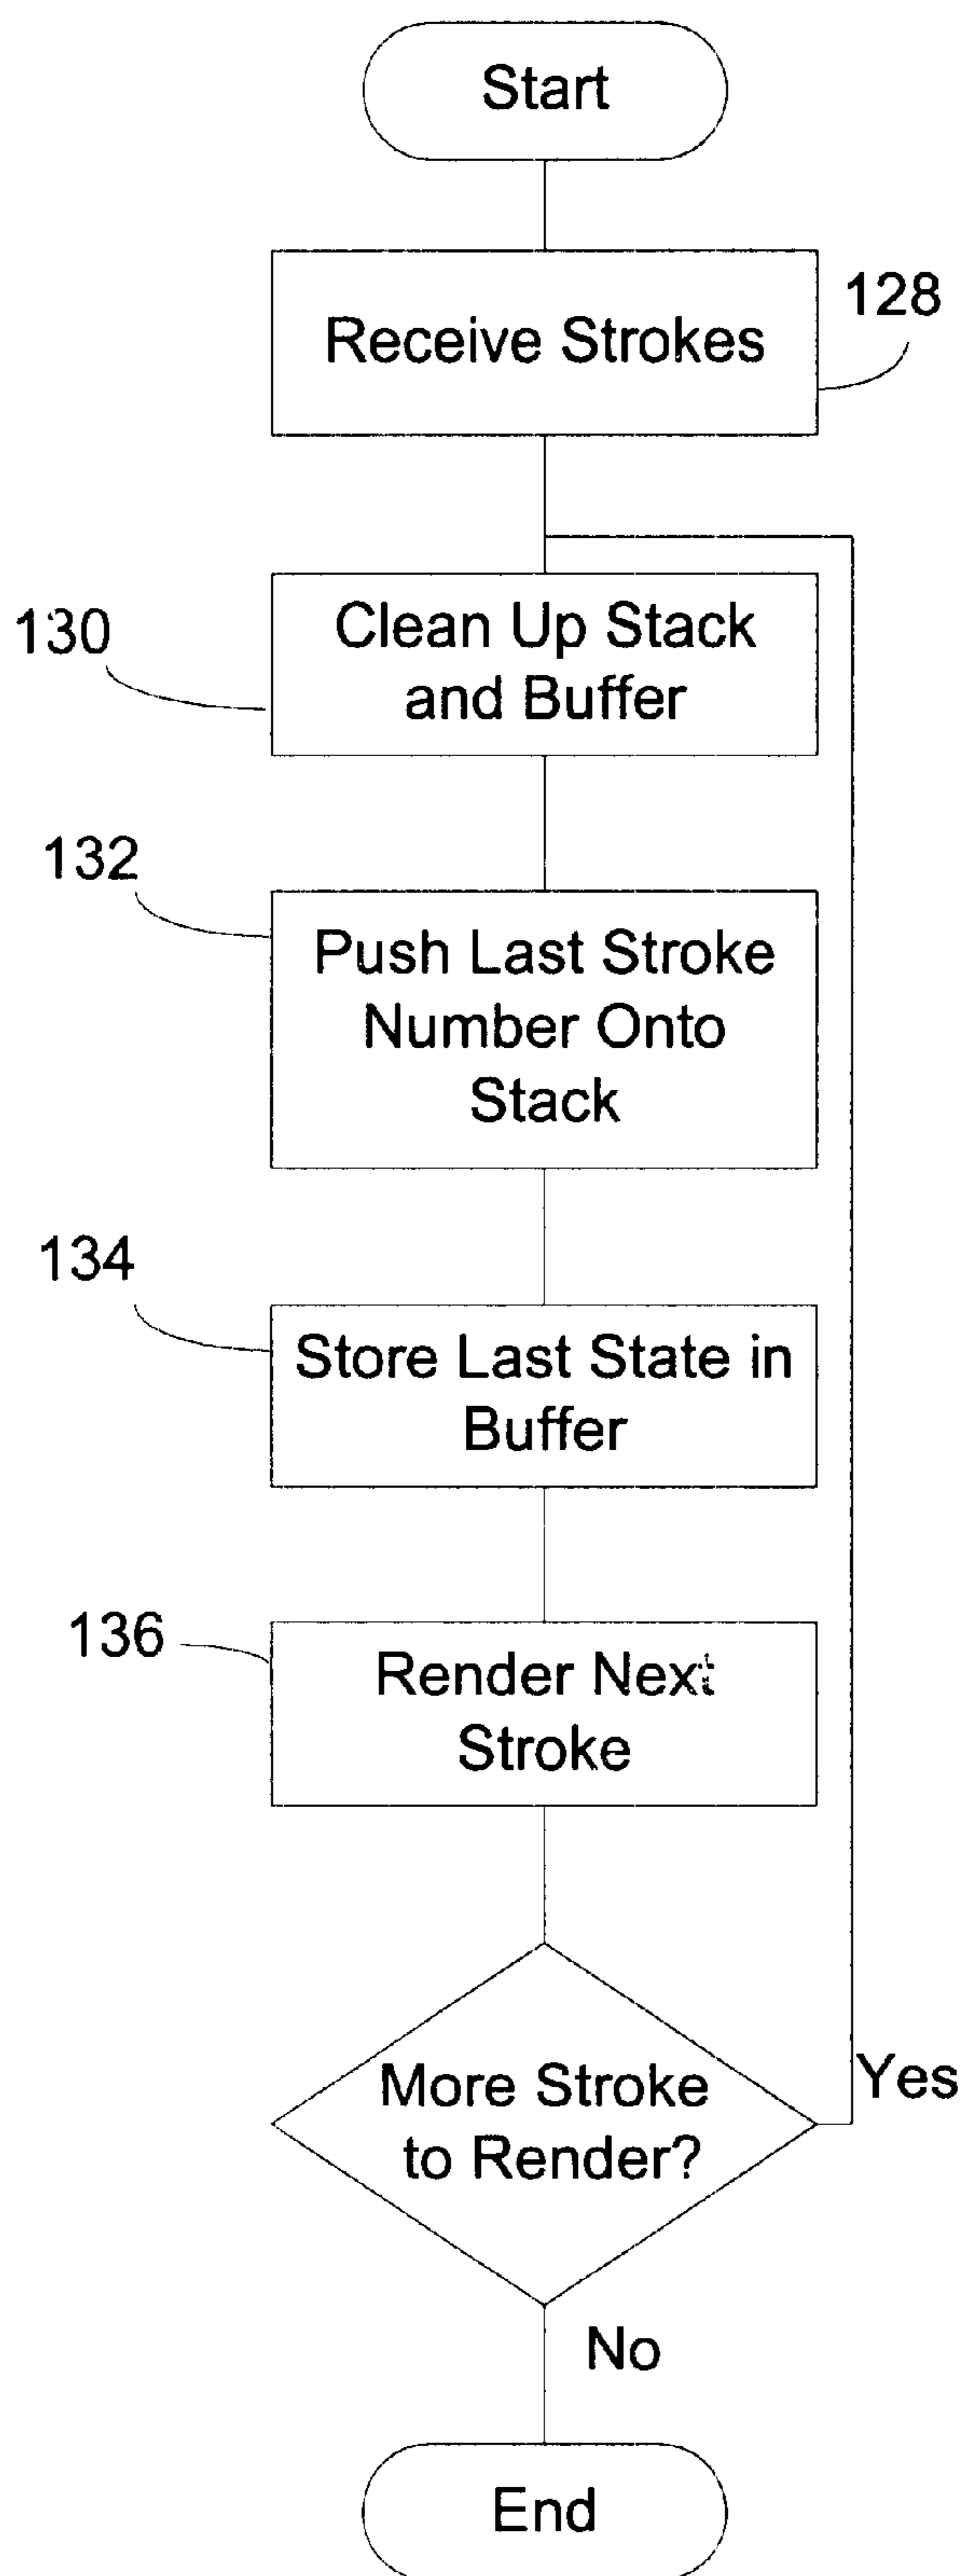 Start
Receive Strokes
128
Clean Up Stack
and Buffer
130
132
Push Last Stroke
Number Onto
Stack
134
Store Last State in
Buffer
136
Render Next
Stroke
More Stroke
to Render?
Yes
No
End